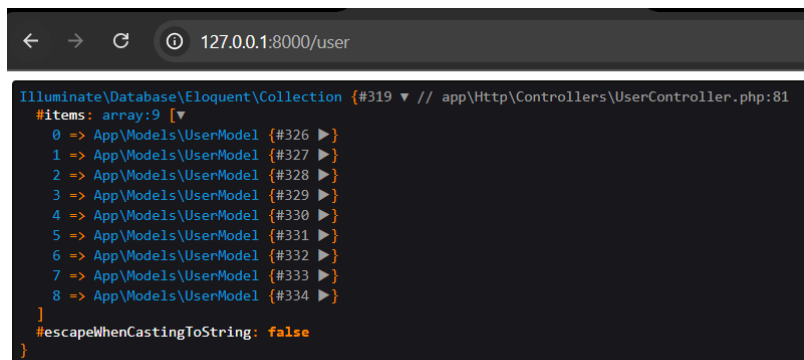 127.0.0.1:8000/user
Illuminate\Database\Eloquent\Collection {#319 ▼ // app\Http\Controllers\UserController.php:81
#items: array:9 [▼
0 => App\Models\UserModel {#326 ▶}
1 => App\Models\UserModel {#327 ▶}
2 => App\Models\UserModel {#328 ▶}
3 => App\Models\UserModel {#329 ▶}
4 => App\Models\UserModel {#330 ▶}
5 => App\Models\UserModel {#331 ▶}
6 => App\Models\UserModel {#332 ▶}
7 => App\Models\UserModel {#333 ▶}
8 => App\Models\UserModel {#334 ▶}
]
#escapeWhenCastingToString: false
}